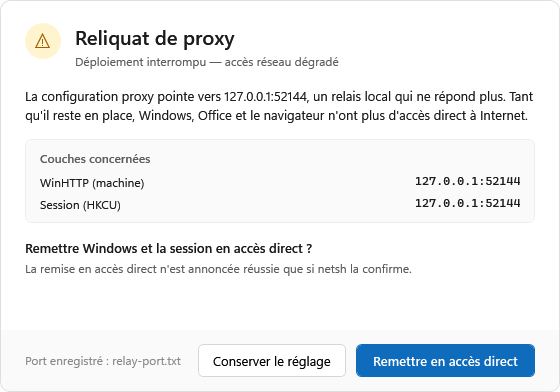 Reliquat de proxy
Déploiement interrompu — accès réseau dégradé
La configuration proxy pointe vers 127.0.0.1:52144, un relais local qui ne répond plus. Tant
qu'il reste en place, Windows, Office et le navigateur n'ont plus d'accès direct à Internet.
Couches concernées
WinHTTP (machine) 127.0.0.1:52144
Session (HKCU) 127.0.0.1:52144
Remettre Windows et la session en accès direct ?
La remise en accès direct n'est annoncée réussie que si netsh la confirme.
Port enregistré : relay-port.txt Conserver le réglage Remettre en accès direct